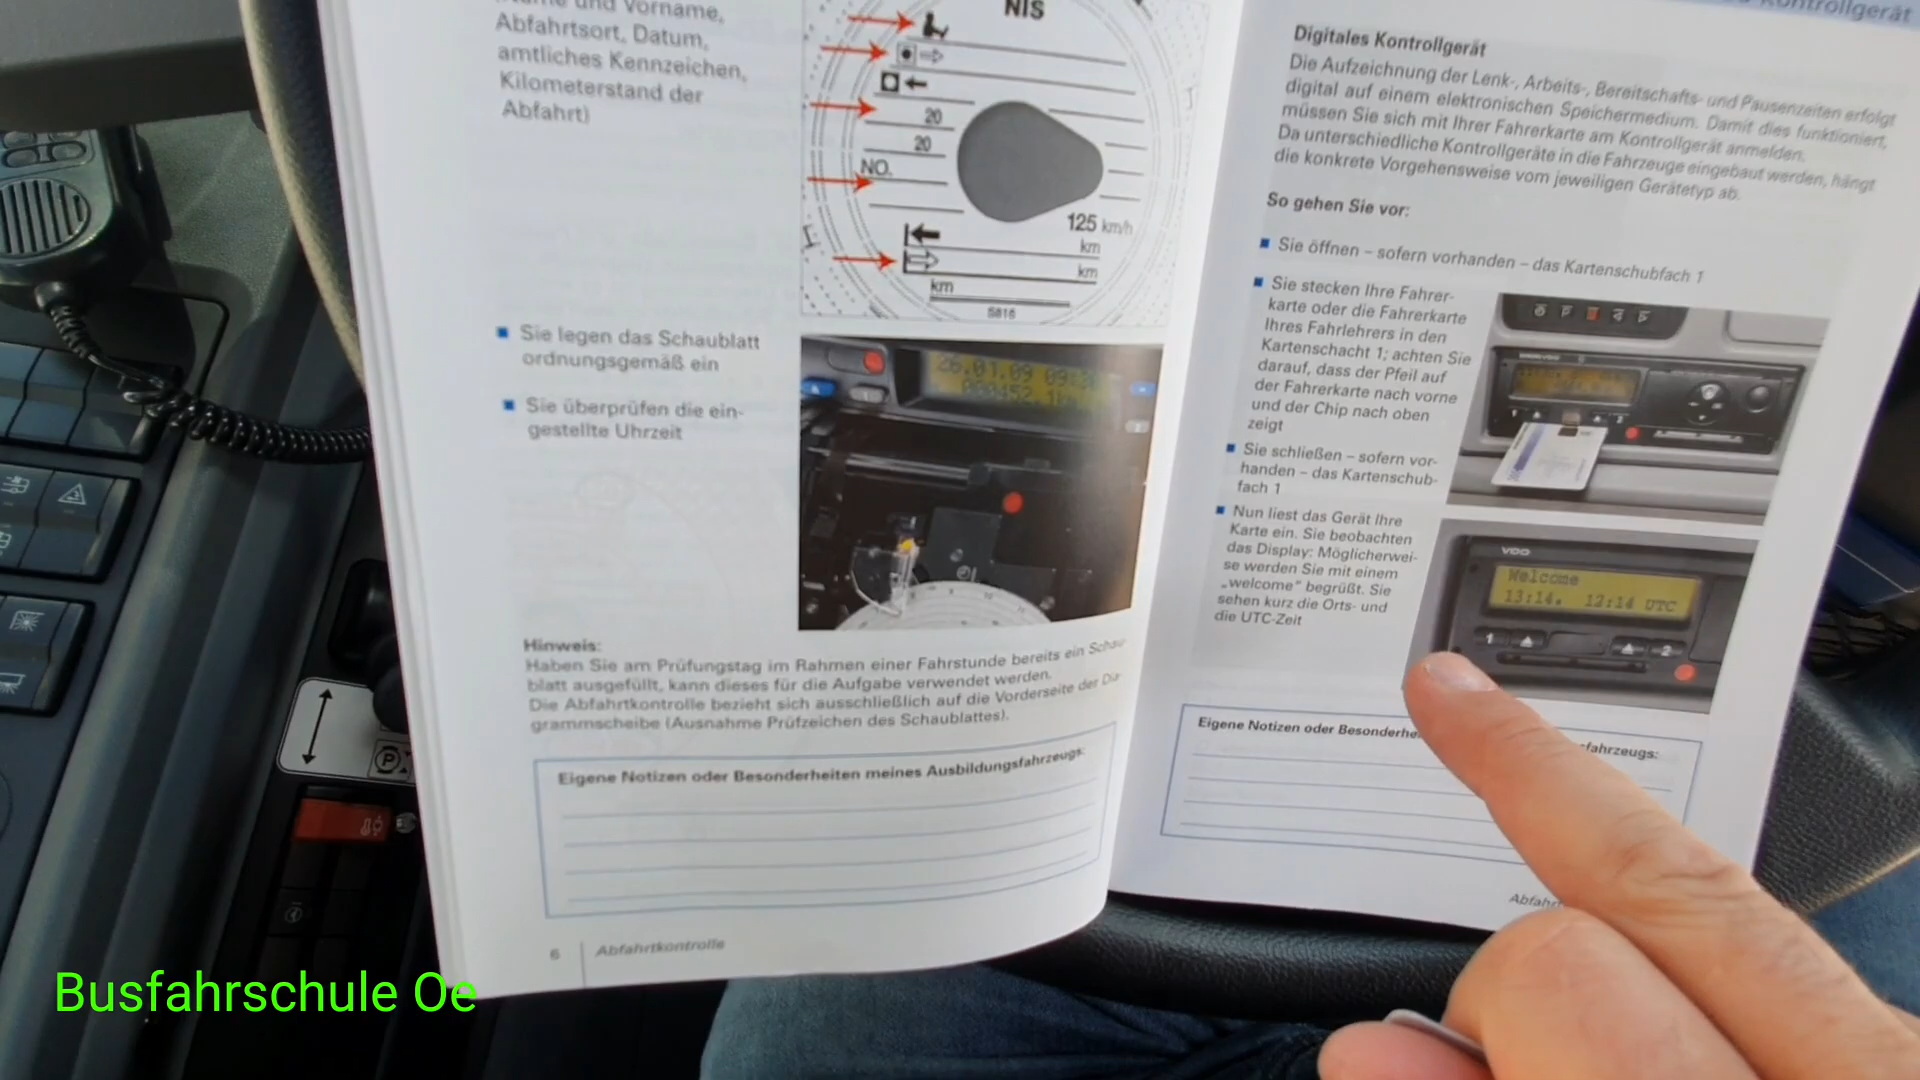 und Vorname,
Abfahrtsort, Datum,
amtliches Kennzeichen,
Kilometerstand der
Abfahrt)
NIS
20
20
NO.
125 km/h
km
km
km
5816
Sie legen das Schaublatt
ordnungsgemäß ein
Sie überprüfen die ein-
gestellte Uhrzeit
26.01.09
Hinweis:
Haben Sie am Prüfungstag im Rahmen einer Fahrstunde bereits ein Schau-
blatt ausgefüllt, kann dieses für die Aufgabe verwendet werden.
Die Abfahrtkontrolle bezieht sich ausschließlich auf die Vorderseite der Dia-
grammscheibe (Ausnahme Prüfzeichen des Schaublattes).
Eigene Notizen oder Besonderheiten meines Ausbildungsfahrzeugs:
6 Abfahrtkontrolle
Kontrollgerät
Digitales Kontrollgerät
Die Aufzeichnung der Lenk-, Arbeits-, Bereitschafts- und Pausenzeiten erfolgt
digital auf einem elektronischen Speichermedium. Damit dies funktioniert,
müssen Sie sich mit Ihrer Fahrerkarte am Kontrollgerät anmelden.
Da unterschiedliche Kontrollgeräte in die Fahrzeuge eingebaut werden, hängt
die konkrete Vorgehensweise vom jeweiligen Gerätetyp ab.
So gehen Sie vor:
Sie öffnen – sofern vorhanden – das Kartenschubfach 1
Sie stecken Ihre Fahrer-
karte oder die Fahrerkarte
Ihres Fahrlehrers in den
Kartenschacht 1; achten Sie
darauf, dass der Pfeil auf
der Fahrerkarte nach vorne
und der Chip nach oben
zeigt
Sie schließen – sofern vor-
handen – das Kartenschub-
fach 1
Nun liest das Gerät Ihre
Karte ein. Sie beobachten
das Display: Möglicherwei-
se werden Sie mit einem
„welcome“ begrüßt. Sie
sehen kurz die Orts- und
die UTC-Zeit
VDO
Welcome
13:14. 12:14 UTC
1 2
Eigene Notizen oder Besonderhe
sfahrzeugs:
Abfahrt
P
Busfahrschule Oe